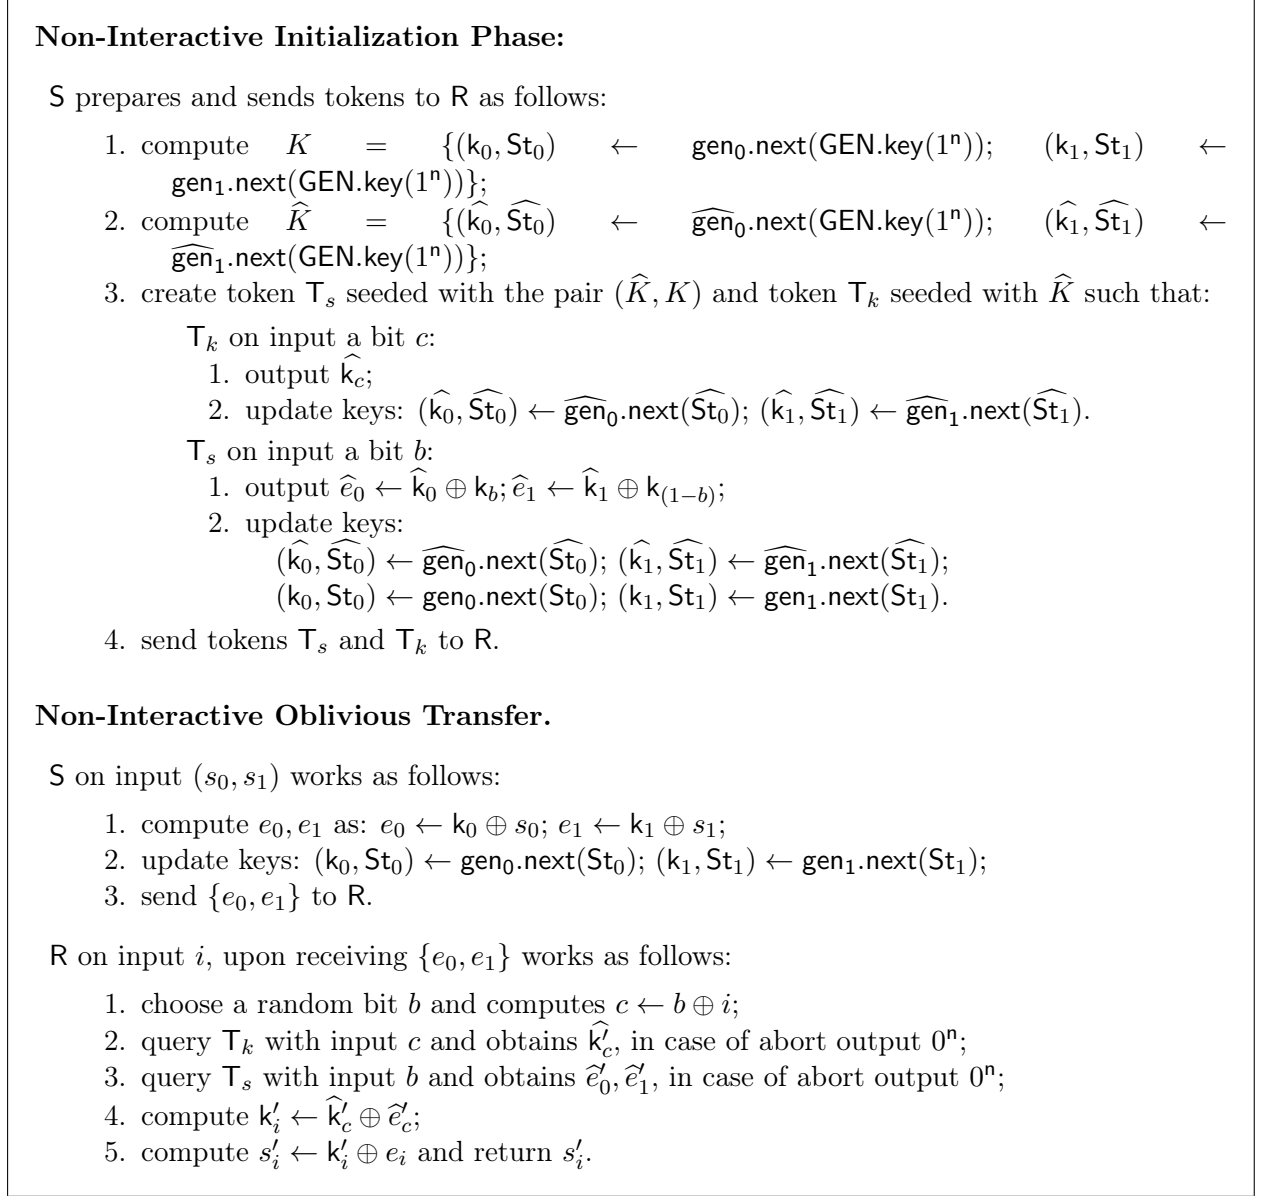 Non-Interactive Initialization Phase:
S prepares and sends tokens to R as follows:
1. compute K = {(k₀, St₀) ← gen₀.next(GEN.key(1ⁿ)); (k₁, St₁) ←
gen₁.next(GEN.key(1ⁿ))};
2. compute K̂ = {(k̂₀, Ŝt₀) ← ĝen₀.next(GEN.key(1ⁿ)); (k̂₁, Ŝt₁) ←
ĝen₁.next(GEN.key(1ⁿ))};
3. create token Tₛ seeded with the pair (K̂, K) and token Tₖ seeded with K̂ such that:
Tₖ on input a bit c:
1. output k̂_c;
2. update keys: (k̂₀, Ŝt₀) ← ĝen₀.next(Ŝt₀); (k̂₁, Ŝt₁) ← ĝen₁.next(Ŝt₁).
Tₛ on input a bit b:
1. output ê₀ ← k̂₀ ⊕ k_b; ê₁ ← k̂₁ ⊕ k_(1−b);
2. update keys:
(k̂₀, Ŝt₀) ← ĝen₀.next(Ŝt₀); (k̂₁, Ŝt₁) ← ĝen₁.next(Ŝt₁);
(k₀, St₀) ← gen₀.next(St₀); (k₁, St₁) ← gen₁.next(St₁).
4. send tokens Tₛ and Tₖ to R.
Non-Interactive Oblivious Transfer.
S on input (s₀, s₁) works as follows:
1. compute e₀, e₁ as: e₀ ← k₀ ⊕ s₀; e₁ ← k₁ ⊕ s₁;
2. update keys: (k₀, St₀) ← gen₀.next(St₀); (k₁, St₁) ← gen₁.next(St₁);
3. send {e₀, e₁} to R.
R on input i, upon receiving {e₀, e₁} works as follows:
1. choose a random bit b and computes c ← b ⊕ i;
2. query Tₖ with input c and obtains k̂′_c, in case of abort output 0ⁿ;
3. query Tₛ with input b and obtains ê′₀, ê′₁, in case of abort output 0ⁿ;
4. compute k′ᵢ ← k̂′_c ⊕ ê′_c;
5. compute s′ᵢ ← k′ᵢ ⊕ eᵢ and return s′ᵢ.